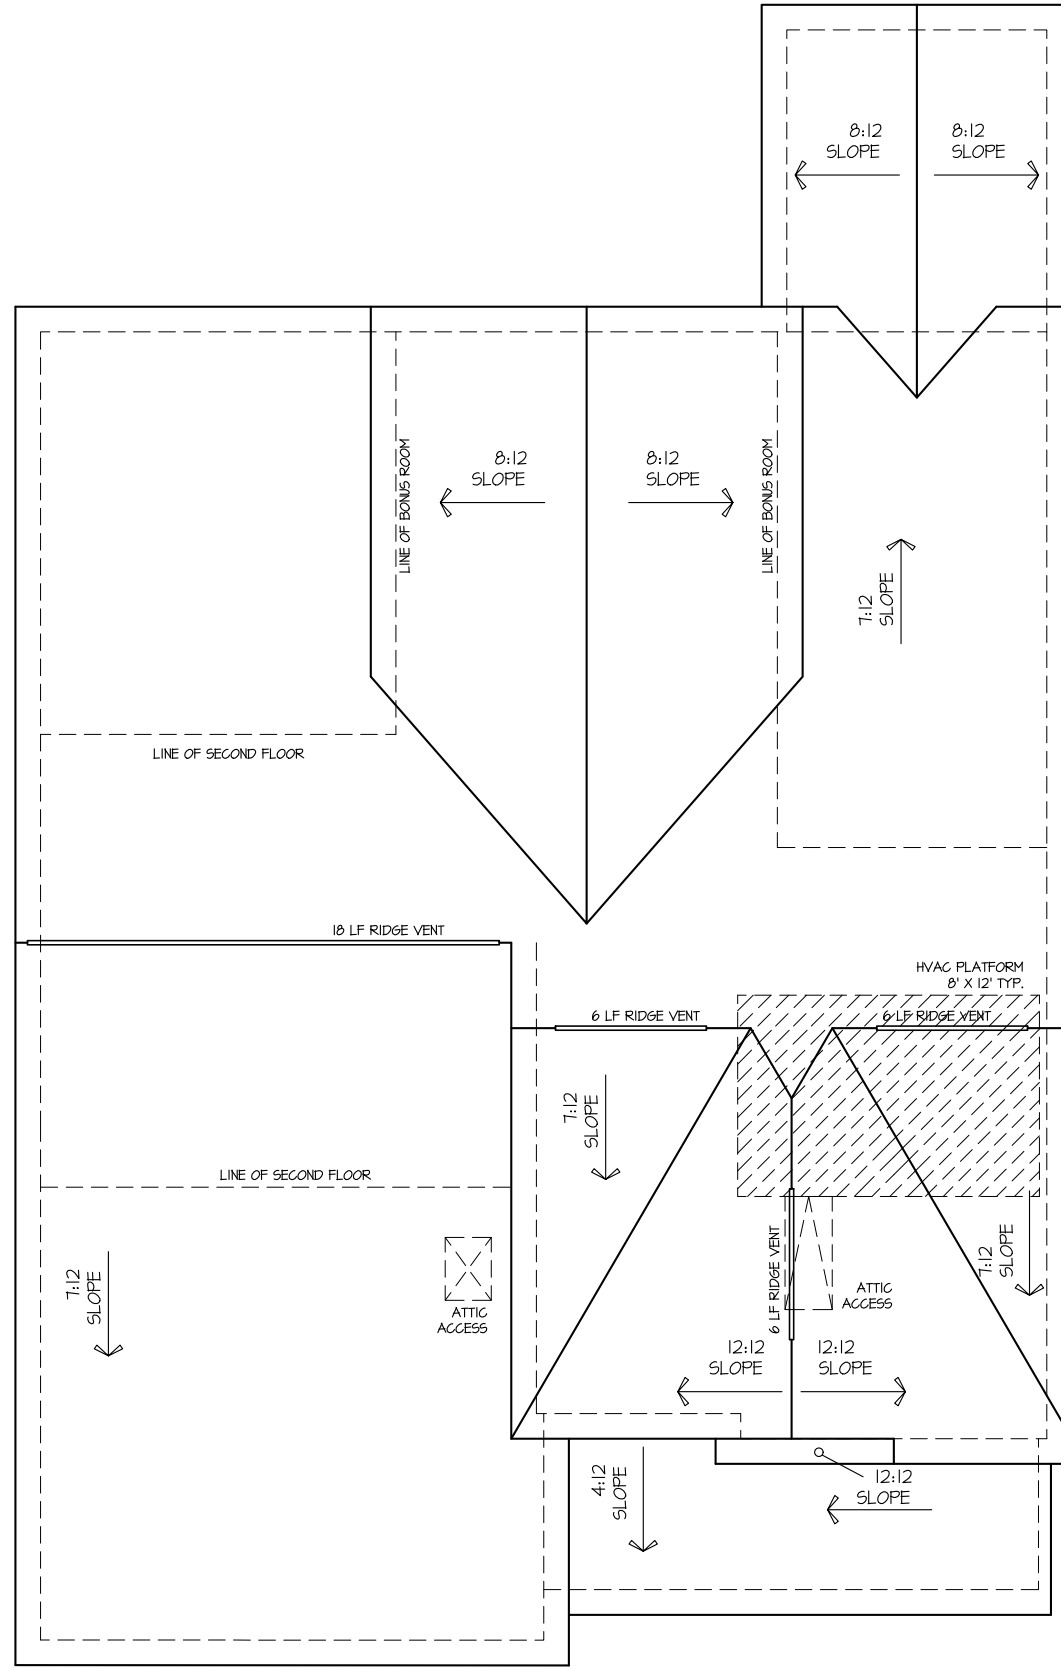 8:12
SLOPE
8:12
SLOPE
LINE OF BONUS ROOM
8:12
SLOPE
8:12
SLOPE
LINE OF BONUS ROOM
7:12
SLOPE
LINE OF SECOND FLOOR
18 LF RIDGE VENT
HVAC PLATFORM
8' X 12' TYP.
6 LF RIDGE VENT
6 LF RIDGE VENT
7:12
SLOPE
LINE OF SECOND FLOOR
7:12
SLOPE
ATTIC
ACCESS
6 LF RIDGE VENT
ATTIC
ACCESS
7:12
SLOPE
12:12
SLOPE
12:12
SLOPE
4:12
SLOPE
12:12
SLOPE